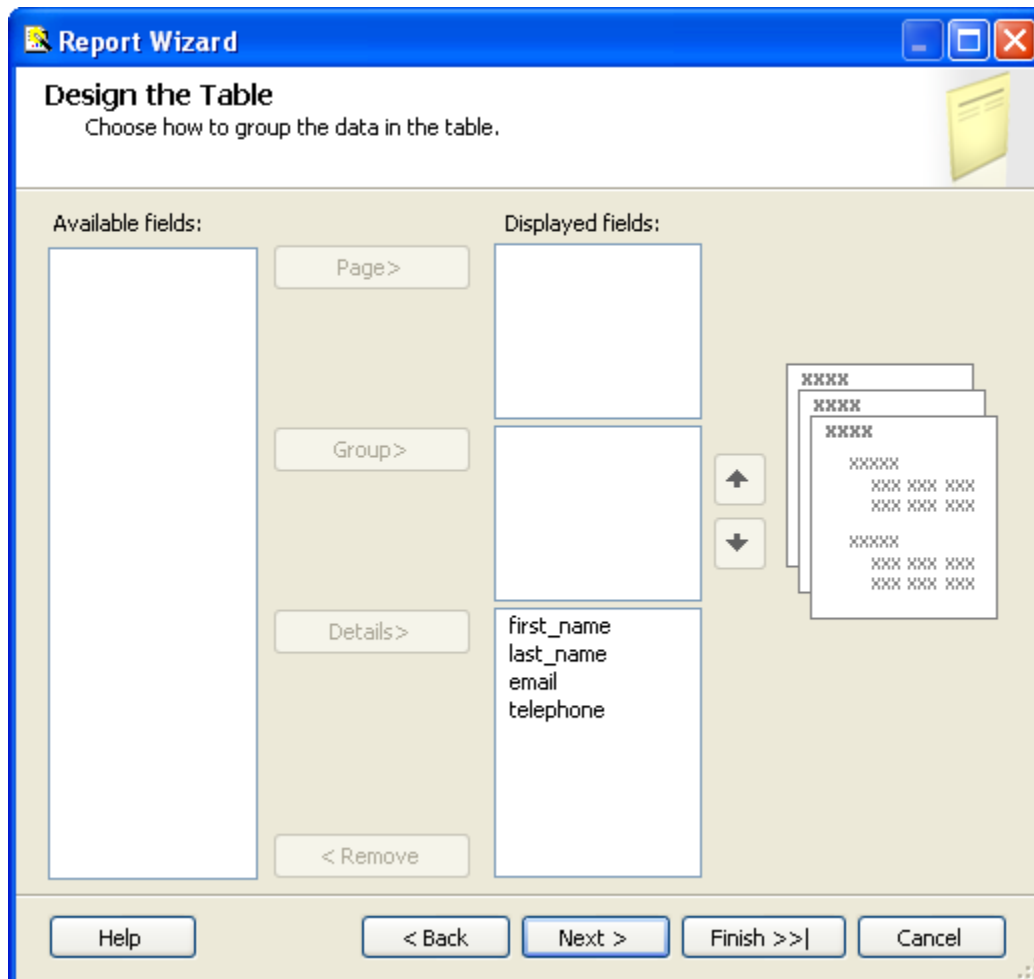 Report Wizard
Design the Table
Choose how to group the data in the table.
Available fields:
Displayed fields:
Page>
Group>
Details>
< Remove
first_name
last_name
email
telephone
xxxx
xxxx
xxxx
xxxxx
xxx xxx xxx
xxx xxx xxx
xxxxx
xxx xxx xxx
xxx xxx xxx
Help
< Back
Next >
Finish >>|
Cancel